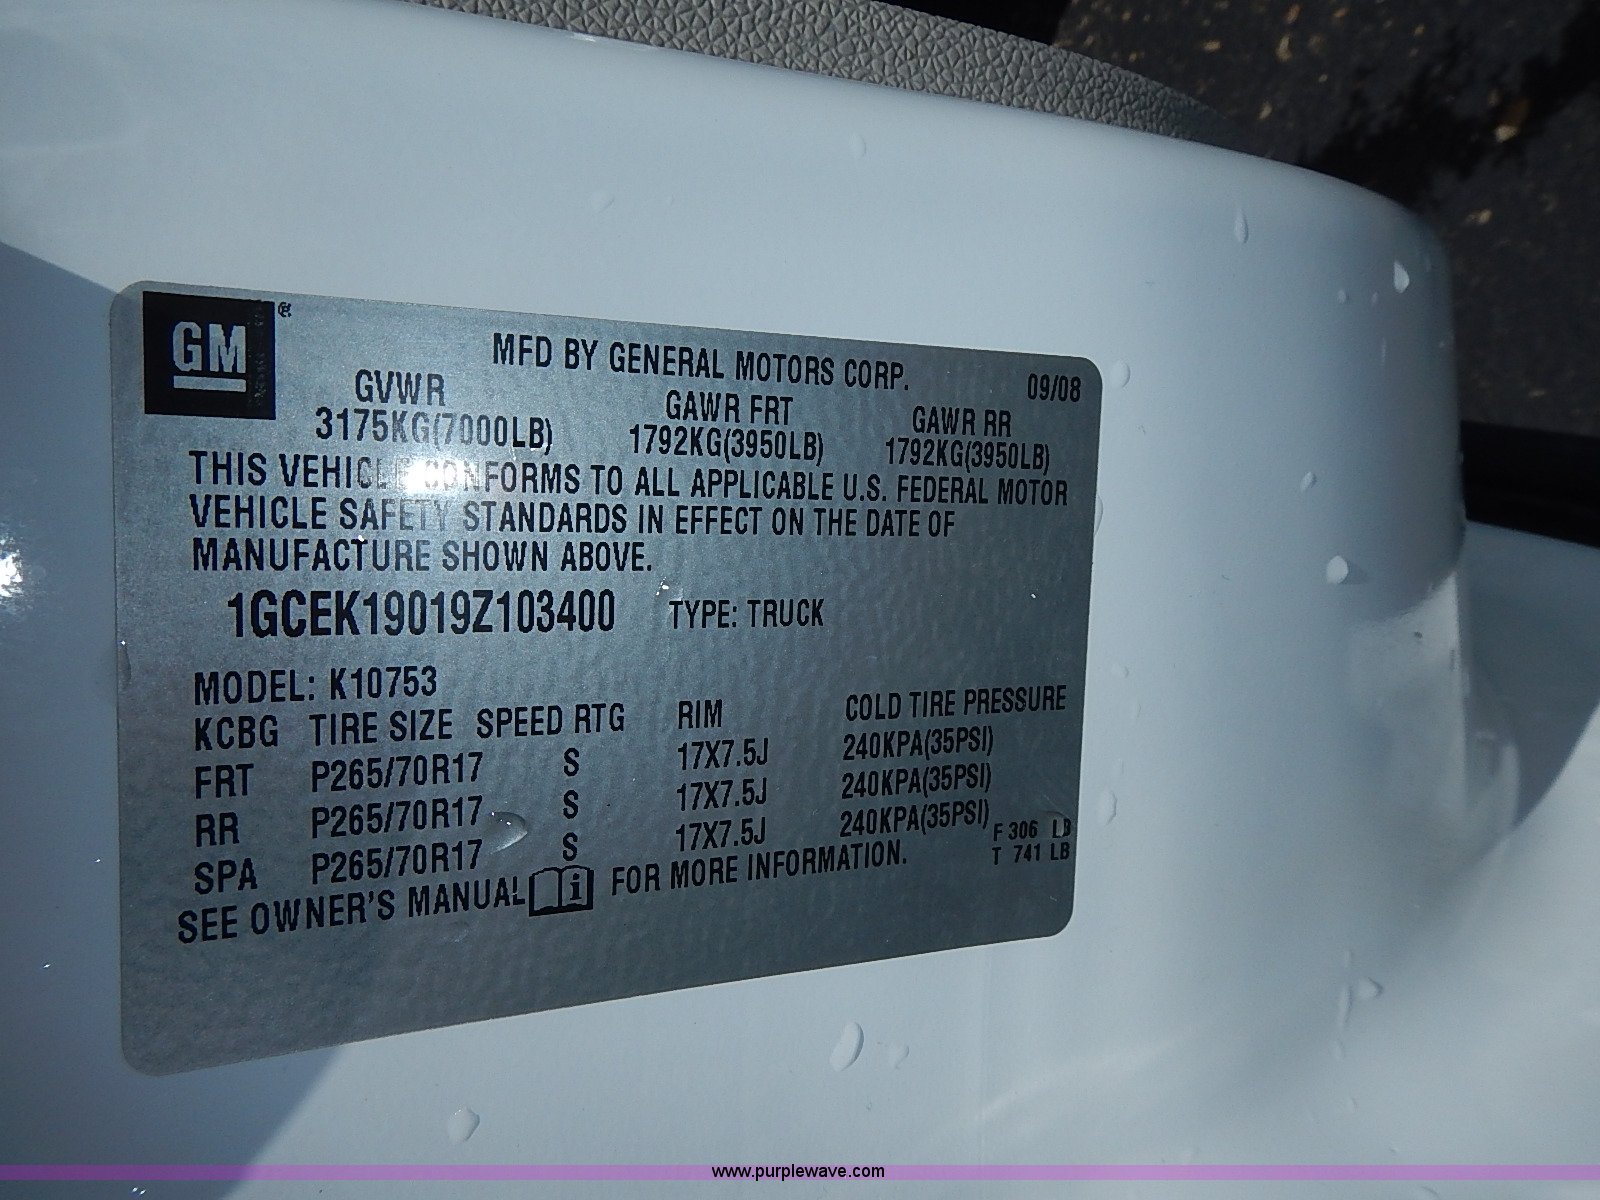 GM®
MFD BY GENERAL MOTORS CORP.
09/08
GVWR GAWR FRT GAWR RR
3175KG(7000LB) 1792KG(3950LB) 1792KG(3950LB)
THIS VEHICLE CONFORMS TO ALL APPLICABLE U.S. FEDERAL MOTOR
VEHICLE SAFETY STANDARDS IN EFFECT ON THE DATE OF
MANUFACTURE SHOWN ABOVE.
1GCEK19019Z103400 TYPE: TRUCK
MODEL: K10753
KCBG TIRE SIZE SPEED RTG RIM COLD TIRE PRESSURE
FRT P265/70R17 S 17X7.5J 240KPA(35PSI)
RR P265/70R17 S 17X7.5J 240KPA(35PSI)
SPA P265/70R17 S 17X7.5J 240KPA(35PSI)
F 306 LB
T 741 LB
SEE OWNER'S MANUAL i FOR MORE INFORMATION.
www.purplewave.com